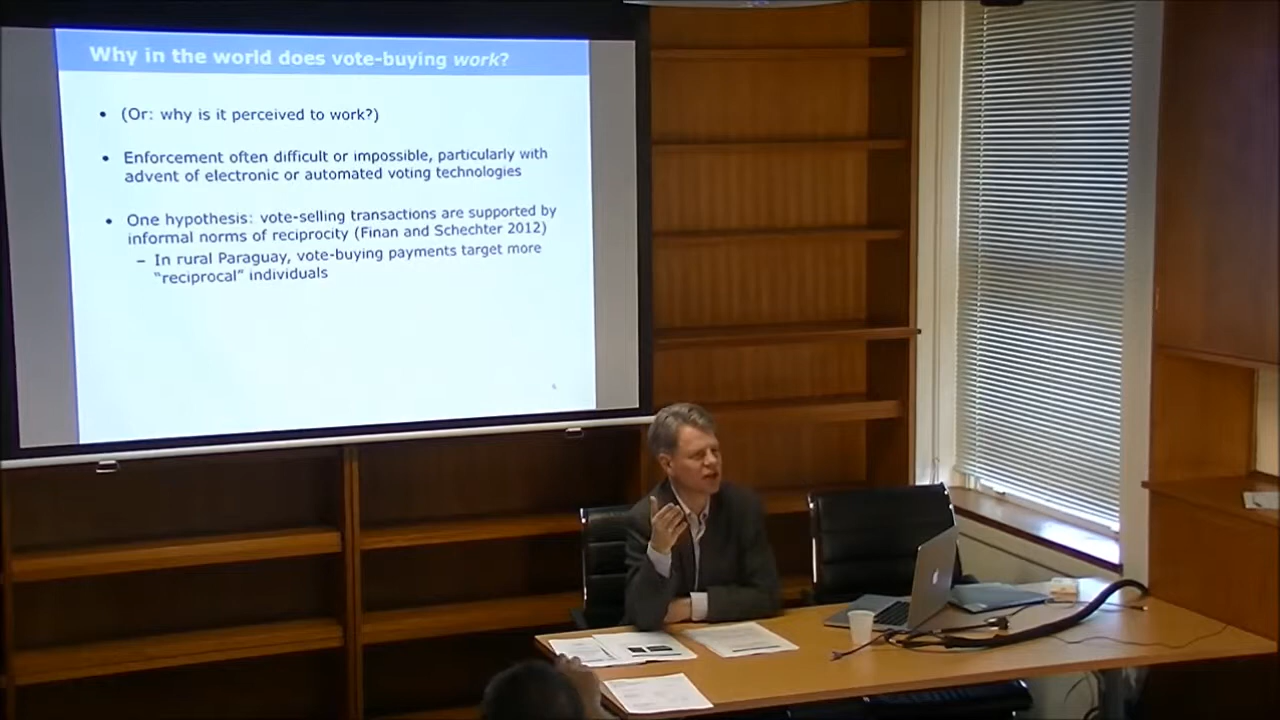 Why in the world does vote-buying work?
• (Or: why is it perceived to work?)
• Enforcement often difficult or impossible, particularly with
advent of electronic or automated voting technologies
• One hypothesis: vote-selling transactions are supported by
informal norms of reciprocity (Finan and Schechter 2012)
– In rural Paraguay, vote-buying payments target more
“reciprocal” individuals